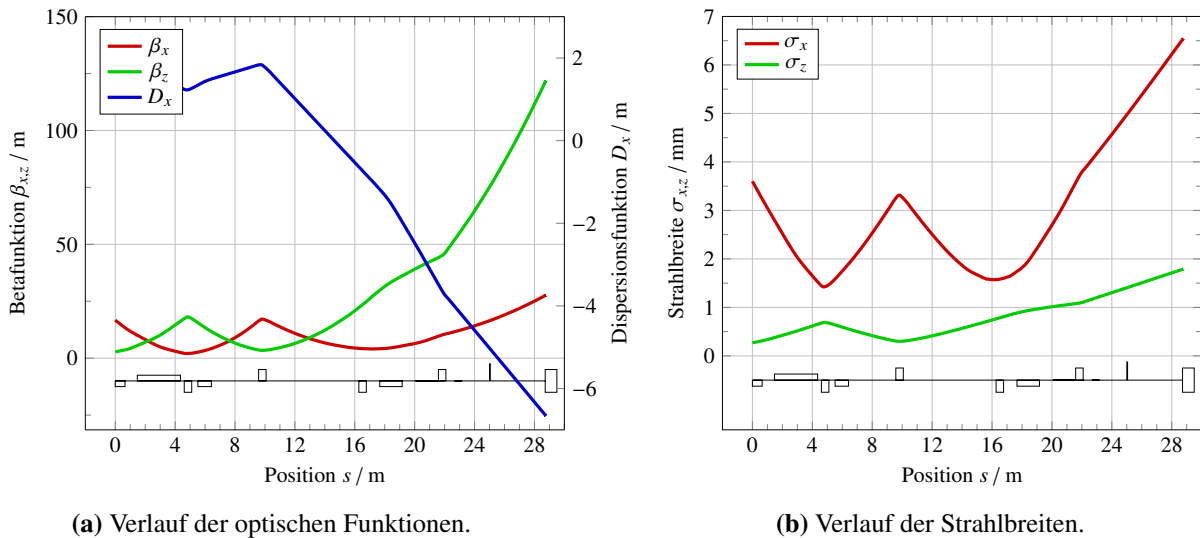 150
100
50
0
2
0
−2
−4
−6
0 4 8 12 16 20 24 28
Position s / m
Betafunktion βx,z / m
Dispersionsfunktion Dx / m
βx
βz
Dx
(a) Verlauf der optischen Funktionen.
7
6
5
4
3
2
1
0
0 4 8 12 16 20 24 28
Position s / m
Strahlbreite σx,z / mm
σx
σz
(b) Verlauf der Strahlbreiten.